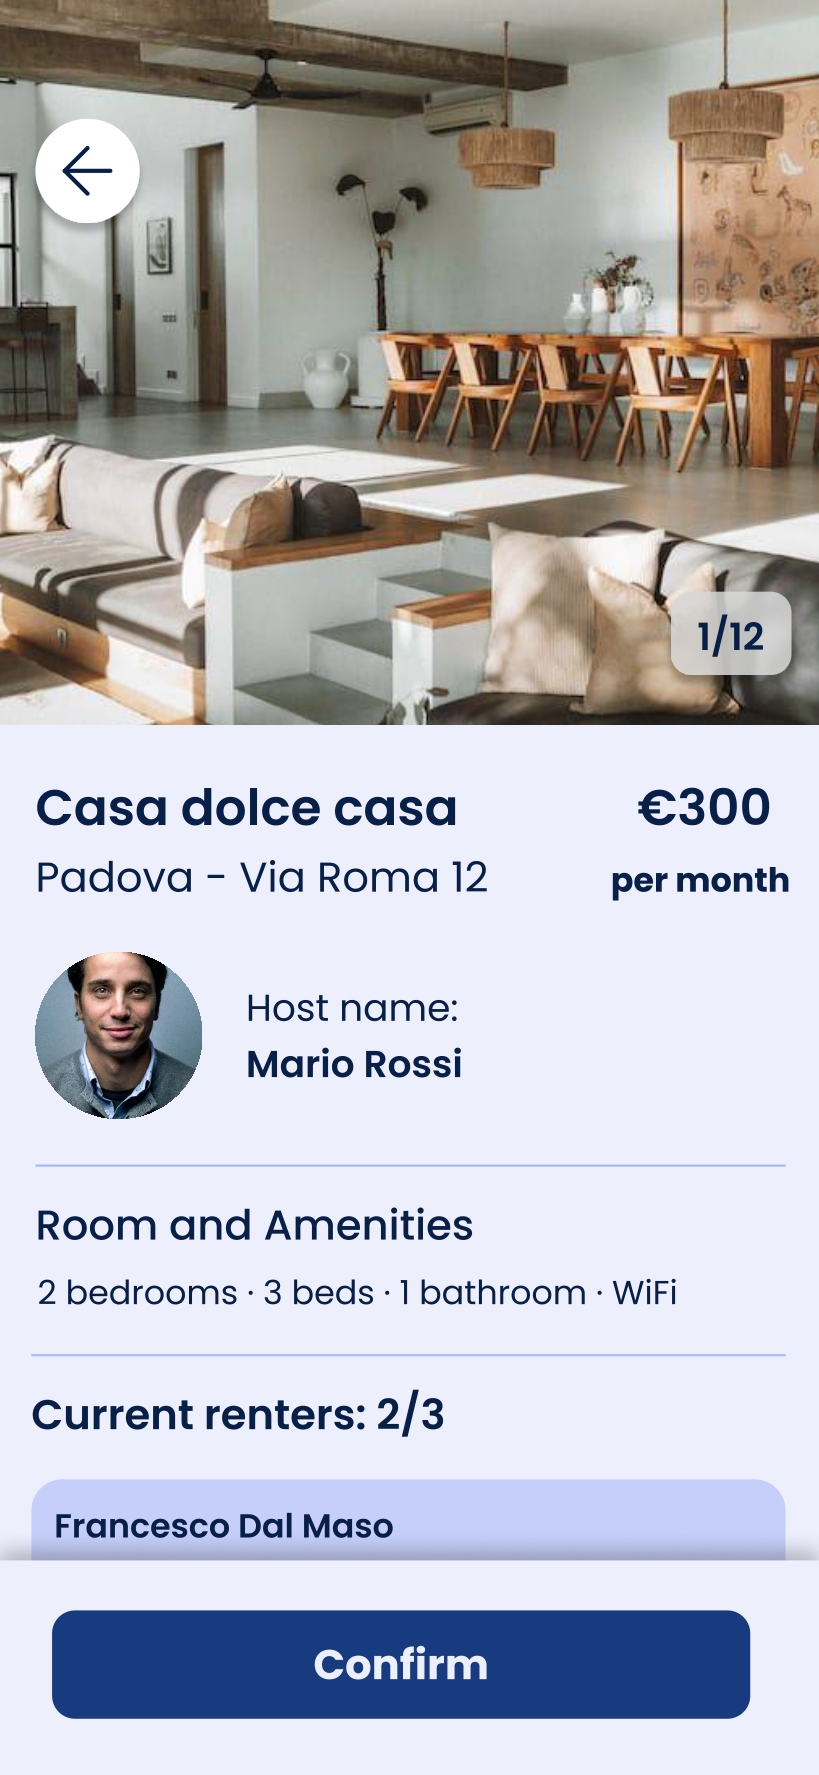 1/12
Casa dolce casa
€300
Padova - Via Roma 12
per month
Host name:
Mario Rossi
Room and Amenities
2 bedrooms · 3 beds · 1 bathroom · WiFi
Current renters: 2/3
Francesco Dal Maso
Confirm